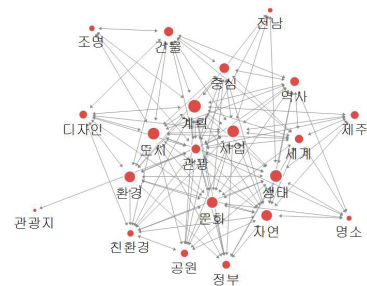 전남
조명
건물
중심
역사
계획
디자인
제주
도시
사업
세계
관광
환경
생태
관광지
문화
자연
명소
친환경
공원
정부